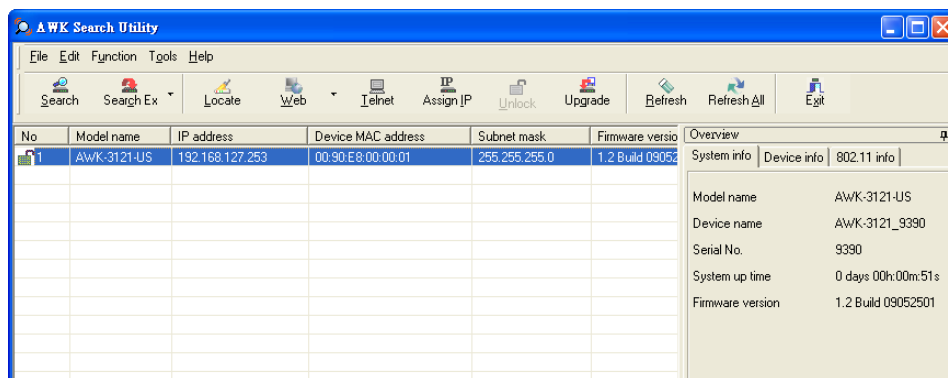 AWK Search Utility
File Edit Function Tools Help
Search Search Ex Locate Web Telnet Assign IP Unlock Upgrade Refresh Refresh All Exit
IP
No Model name IP address Device MAC address Subnet mask Firmware versio
1 AWK-3121-US 192.168.127.253 00:90:E8:00:00:01 255.255.255.0 1.2 Build 09052
Overview
System info Device info 802.11 info
Model name AWK-3121-US
Device name AWK-3121_9390
Serial No. 9390
System up time 0 days 00h:00m:51s
Firmware version 1.2 Build 09052501